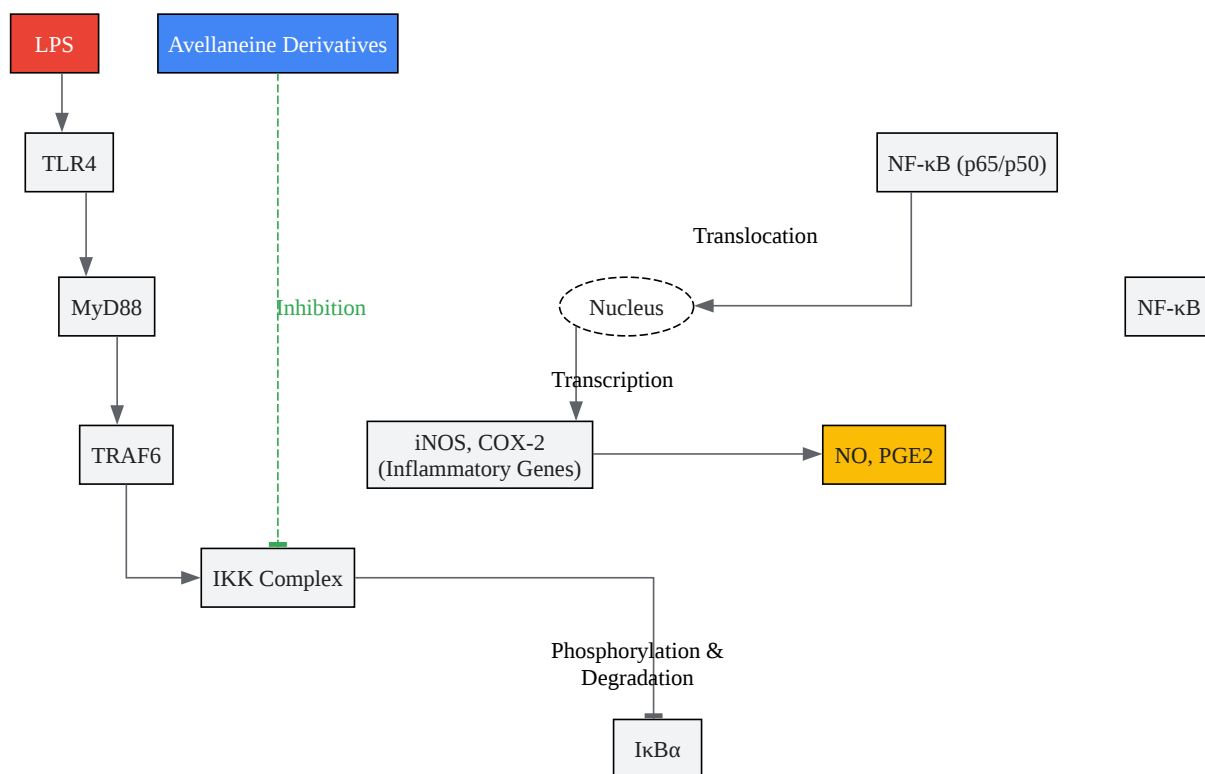 LPS
Avellaneine Derivatives
TLR4
NF-κB (p65/p50)
Translocation
MyD88
Inhibition
Nucleus
NF-κB
Transcription
TRAF6
iNOS, COX-2
(Inflammatory Genes)
NO, PGE2
IKK Complex
Phosphorylation &
Degradation
IκBα